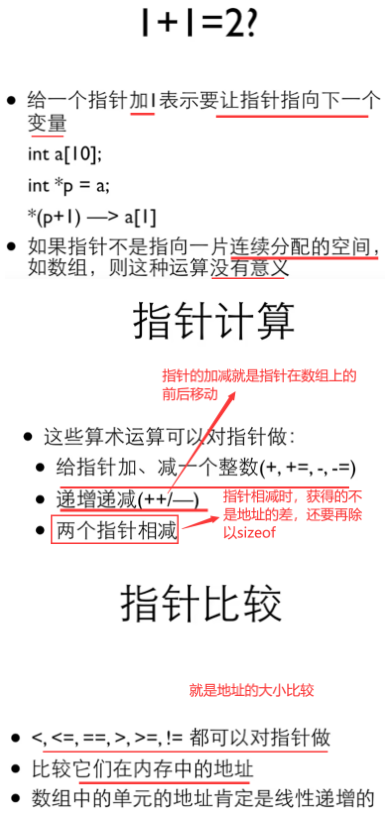 1+1=2?
● 给一个指针加1表示要让指针指向下一个
变量
int a[10];
int *p = a;
*(p+1) —> a[1]
● 如果指针不是指向一片连续分配的空间，
如数组，则这种运算没有意义
指针计算
指针的加减就是指针在数组上的
前后移动
● 这些算术运算可以对指针做：
● 给指针加、减一个整数(+, +=, -, -=)
● 递增递减(++/—)
● 两个指针相减
指针相减时，获得的不
是地址的差，还要再除
以sizeof
指针比较
就是地址的大小比较
● <, <=, ==, >, >=, != 都可以对指针做
● 比较它们在内存中的地址
● 数组中的单元的地址肯定是线性递增的